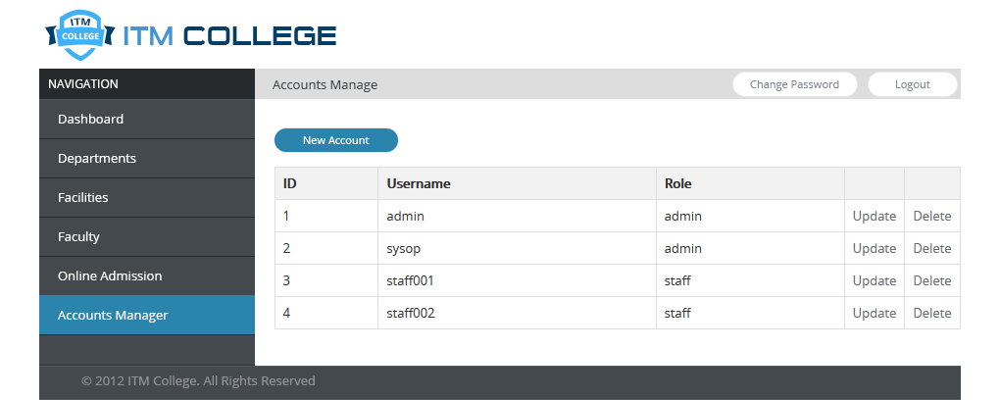 ITM
COLLEGE
ITM COLLEGE
NAVIGATION
Accounts Manage
Change Password
Logout
Dashboard
Departments
Facilities
Faculty
Online Admission
Accounts Manager
New Account
ID Username Role
1 admin admin Update Delete
2 sysop admin Update Delete
3 staff001 staff Update Delete
4 staff002 staff Update Delete
© 2012 ITM College. All Rights Reserved